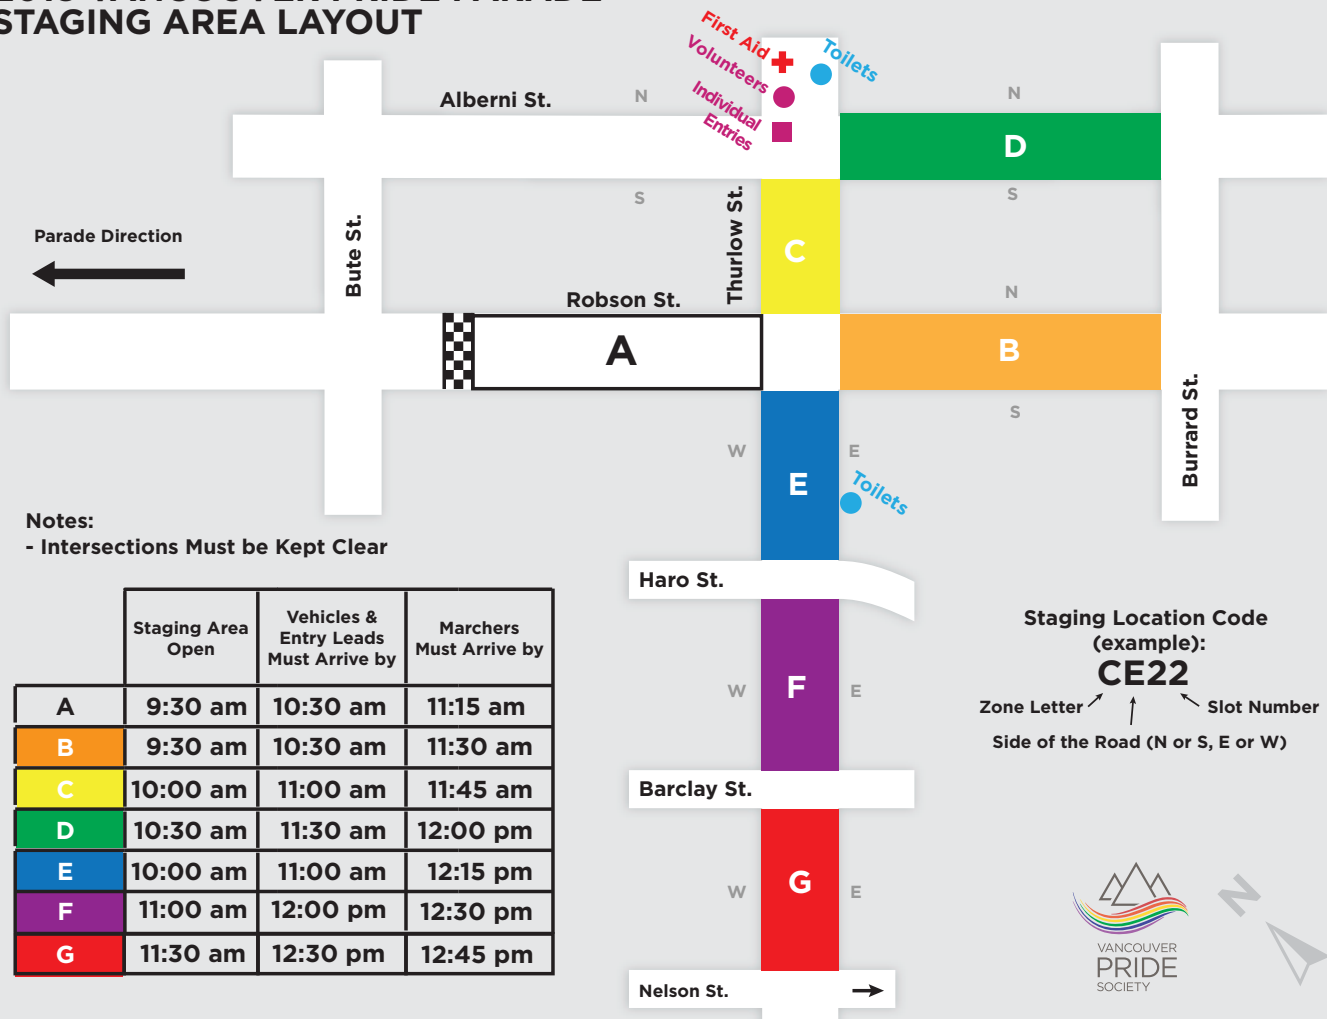 STAGING AREA LAYOUT
First Aid
Volunteers
Individual
Entries
Toilets
Alberni St.
N
N
D
S
S
Parade Direction
Bute St.
Thurlow St.
C
Robson St.
N
A
B
S
Burrard St.
W
E
E
Toilets
Notes:
- Intersections Must be Kept Clear
Haro St.
W
F
E
Barclay St.
W
G
E
Nelson St.
Staging Area
Open
Vehicles &
Entry Leads
Must Arrive by
Marchers
Must Arrive by
A 9:30 am 10:30 am 11:15 am
B 9:30 am 10:30 am 11:30 am
C 10:00 am 11:00 am 11:45 am
D 10:30 am 11:30 am 12:00 pm
E 10:00 am 11:00 am 12:15 pm
F 11:00 am 12:00 pm 12:30 pm
G 11:30 am 12:30 pm 12:45 pm
Staging Location Code
(example):
CE22
Zone Letter
Slot Number
Side of the Road (N or S, E or W)
VANCOUVER
PRIDE
SOCIETY
N